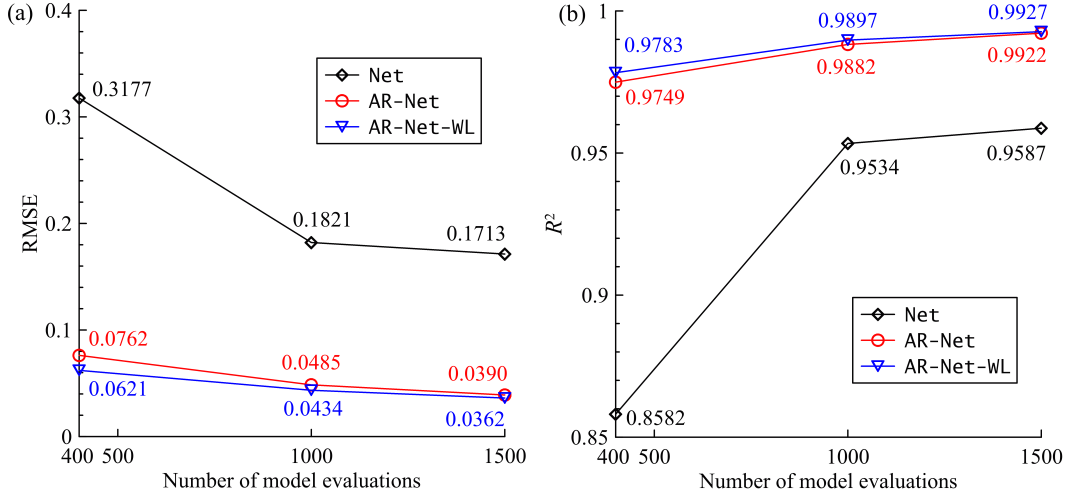 (a)
0.4
0.3
0.2
0.1
0
RMSE
0.3177
0.1821
0.1713
0.0762
0.0485
0.0390
0.0621
0.0434
0.0362
Net
AR-Net
AR-Net-WL
400 500 1000 1500
Number of model evaluations
(b)
1
0.95
0.9
0.85
R²
0.9783
0.9897
0.9927
0.9749
0.9882
0.9922
0.9534
0.9587
0.8582
Net
AR-Net
AR-Net-WL
400 500 1000 1500
Number of model evaluations